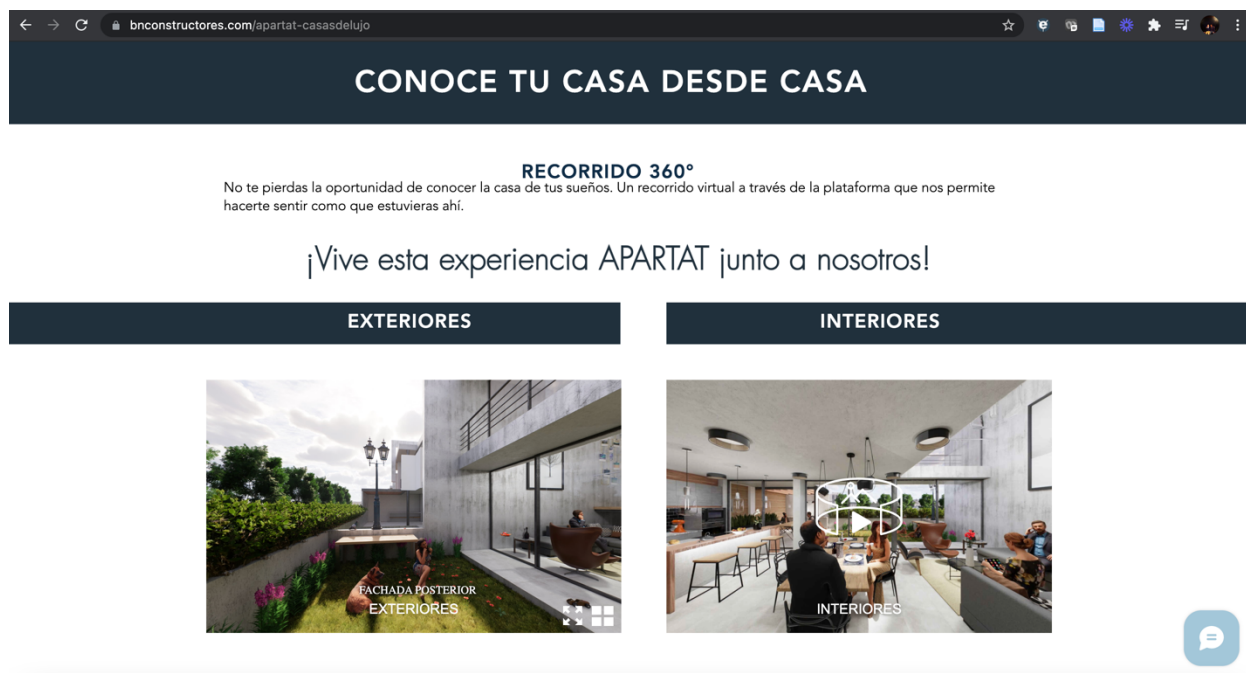 bnconstructores.com/apartat-casasdelujo
CONOCE TU CASA DESDE CASA
RECORRIDO 360º
No te pierdas la oportunidad de conocer la casa de tus sueños. Un recorrido virtual a través de la plataforma que nos permite
hacerte sentir como que estuvieras ahí.
¡Vive esta experiencia APARTAT junto a nosotros!
EXTERIORES
INTERIORES
FACHADA POSTERIOR
EXTERIORES
INTERIORES